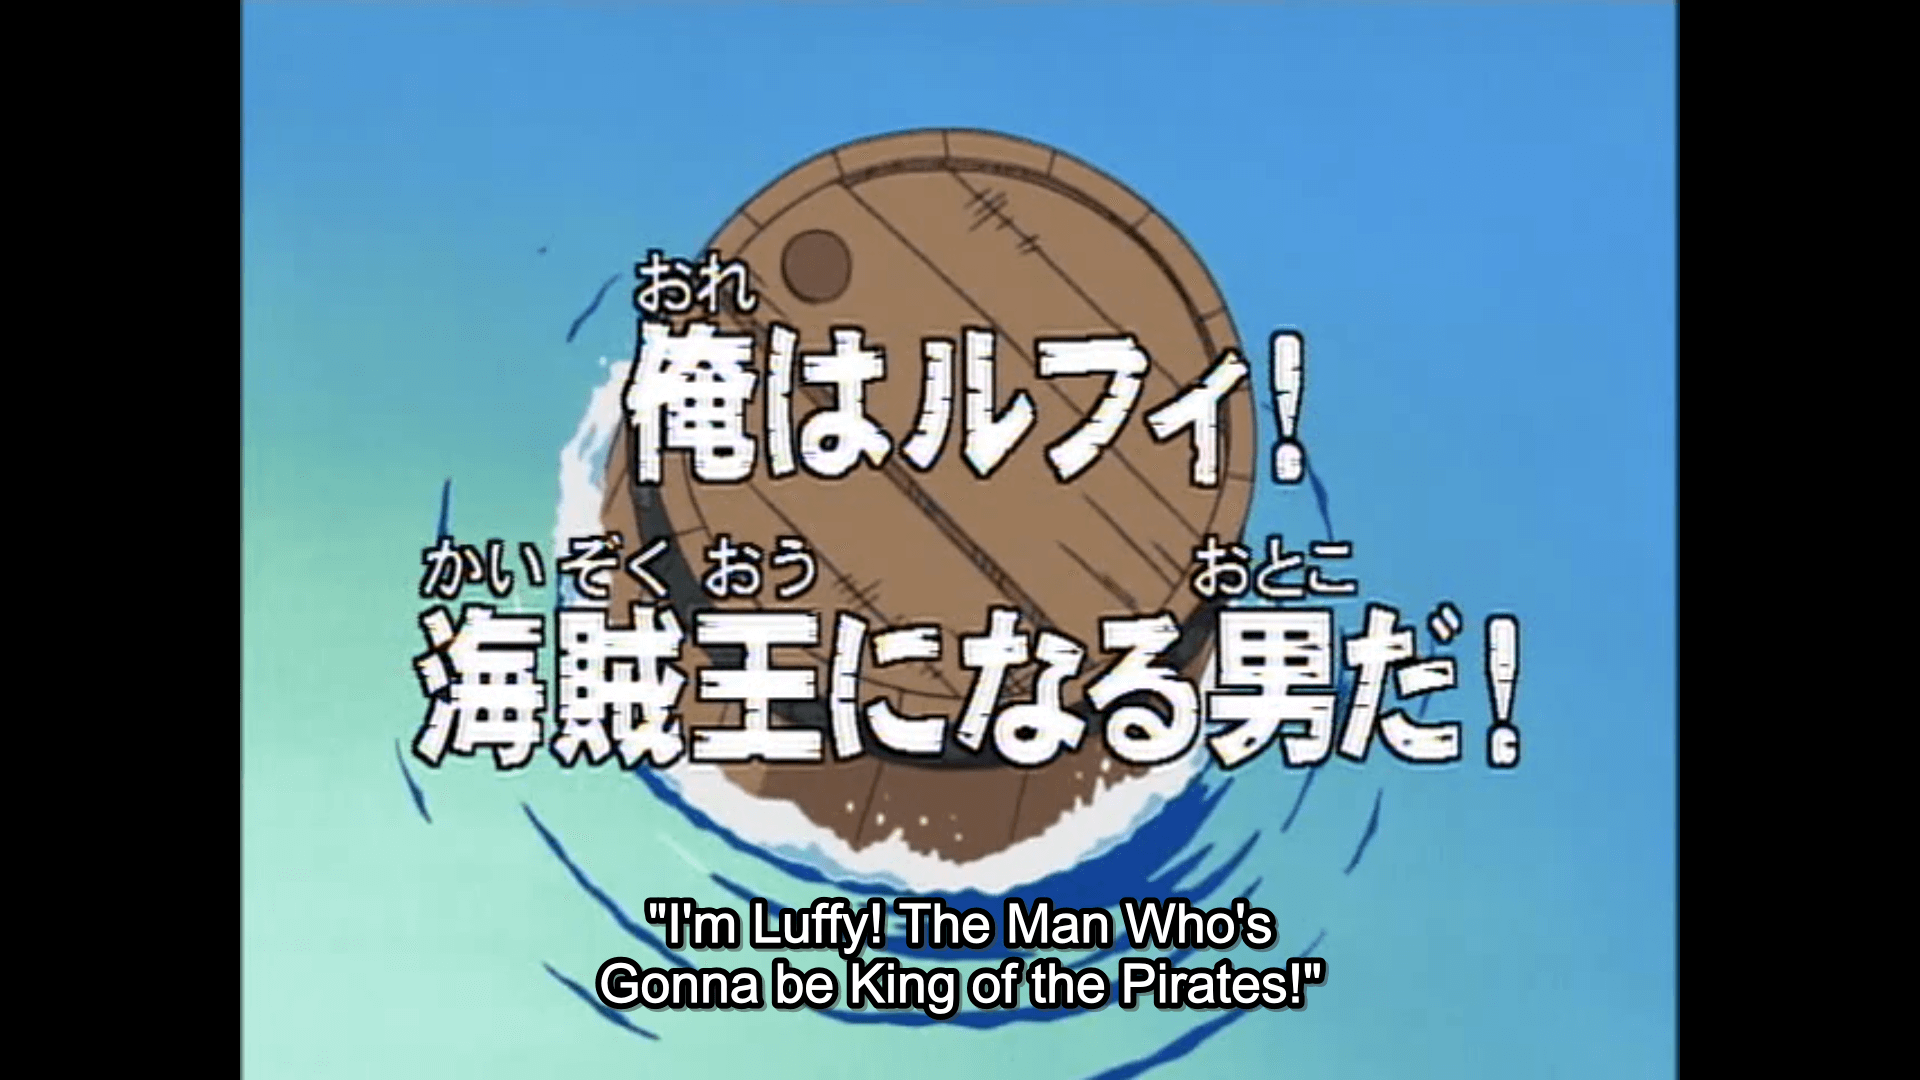 おれ
俺はルフィ!
かいぞくおう おとこ
海賊王になる男だ!
"I'm Luffy! The Man Who's
Gonna be King of the Pirates!"